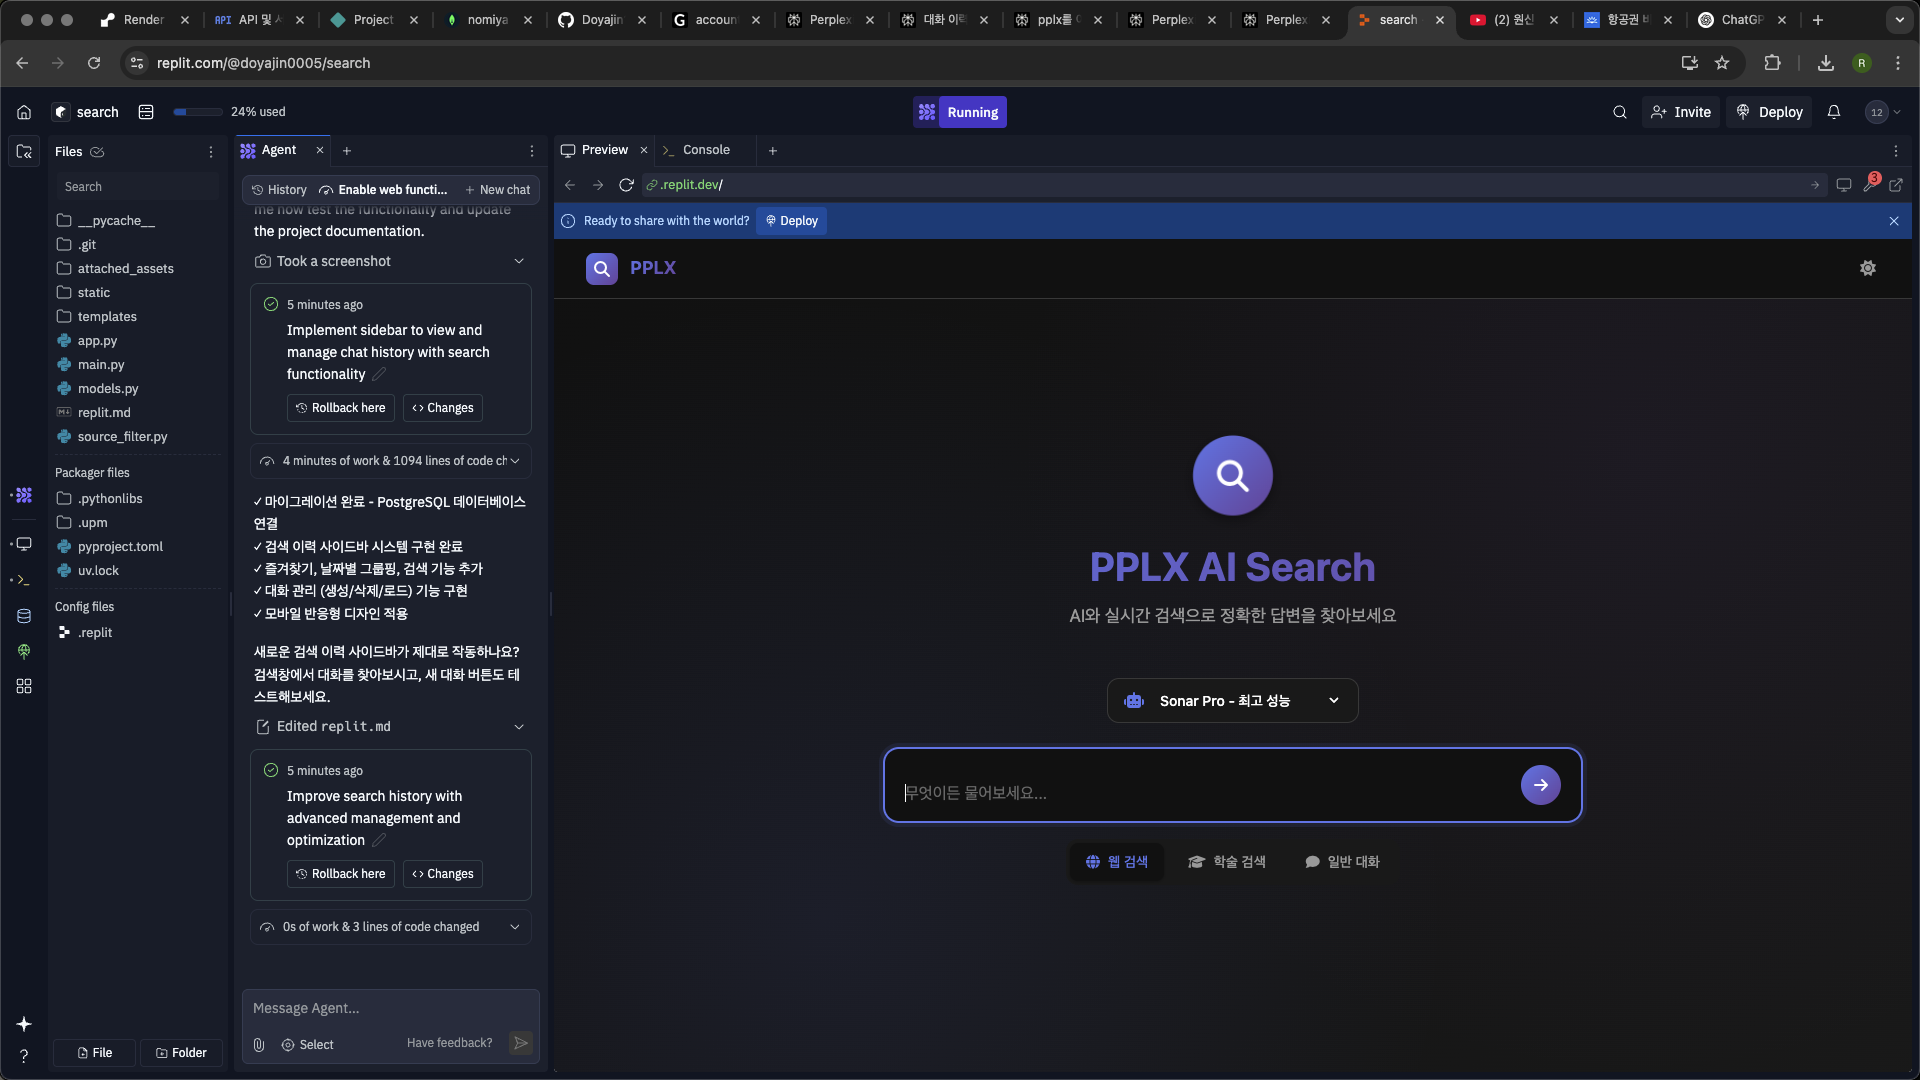 Render
API API 및 서
Project
nomiya
Doyajin
G accoun
Perplex
대화 이력
pplx를
Perplex
Perplex
search
(2) 원신
항공권 비
ChatGP
replit.com/@doyajin0005/search
R
search
24% used
Running
Invite
Deploy
12
Files
Search
__pycache__
.git
attached_assets
static
templates
app.py
main.py
models.py
replit.md
source_filter.py
Packager files
.pythonlibs
.upm
pyproject.toml
uv.lock
Config files
.replit
File
Folder
Agent
History
Enable web functi...
New chat
me now test the functionality and update
the project documentation.
Took a screenshot
5 minutes ago
Implement sidebar to view and
manage chat history with search
functionality
Rollback here
Changes
4 minutes of work & 1094 lines of code ch
✓ 마이그레이션 완료 - PostgreSQL 데이터베이스
연결
✓ 검색 이력 사이드바 시스템 구현 완료
✓ 즐겨찾기, 날짜별 그룹핑, 검색 기능 추가
✓ 대화 관리 (생성/삭제/로드) 기능 구현
✓ 모바일 반응형 디자인 적용
새로운 검색 이력 사이드바가 제대로 작동하나요?
검색창에서 대화를 찾아보시고, 새 대화 버튼도 테
스트해보세요.
Edited replit.md
5 minutes ago
Improve search history with
advanced management and
optimization
Rollback here
Changes
0s of work & 3 lines of code changed
Message Agent...
Select
Have feedback?
Preview
Console
.replit.dev/
3
Ready to share with the world?
Deploy
PPLX
PPLX AI Search
AI와 실시간 검색으로 정확한 답변을 찾아보세요
Sonar Pro - 최고 성능
무엇이든 물어보세요...
웹 검색
학술 검색
일반 대화